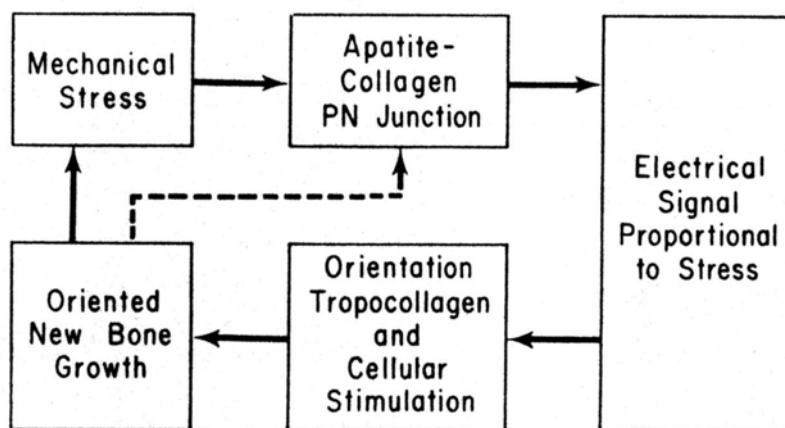 Mechanical
Stress
Apatite-
Collagen
PN Junction
Electrical
Signal
Proportional
to Stress
Orientation
Tropocollagen
and
Cellular
Stimulation
Oriented
New Bone
Growth